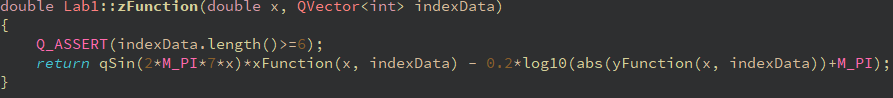 double Lab1::zFunction(double x, QVector<int> indexData)
{
    Q_ASSERT(indexData.length()>=6);
    return qSin(2*M_PI*7*x)*xFunction(x, indexData) - 0.2*log10(abs(yFunction(x, indexData))+M_PI);
}